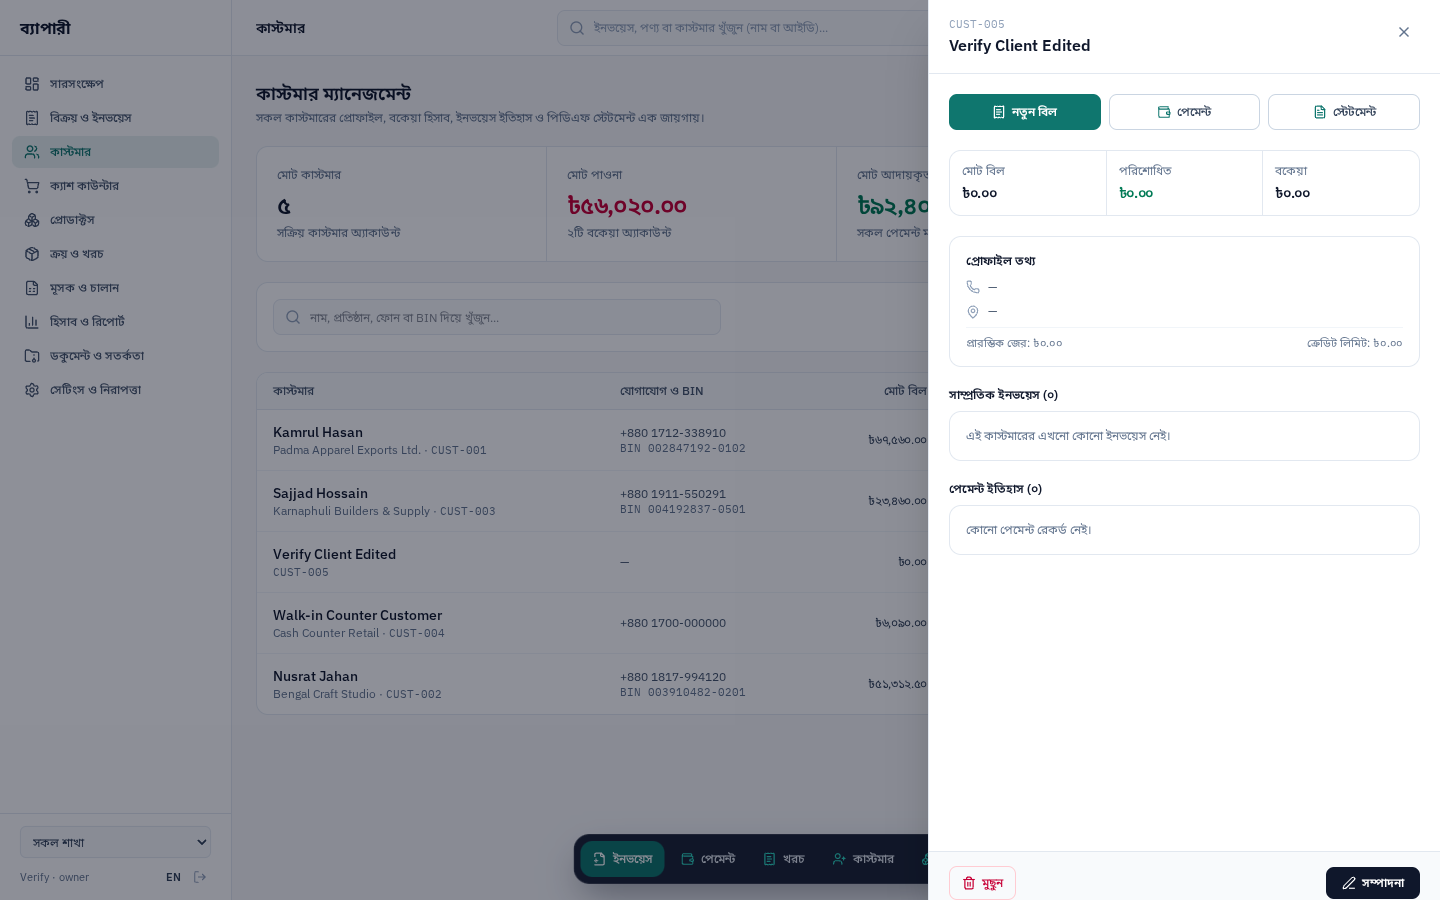 ব্যাপারী
সারসংক্ষেপ
বিক্রয় ও ইনভয়েস
কাস্টমার
ক্যাশ কাউন্টার
প্রোডাক্টস
ক্রয় ও খরচ
মূসক ও চালান
হিসাব ও রিপোর্ট
ডকুমেন্ট ও সতর্কতা
সেটিংস ও নিরাপত্তা
সকল শাখা
Verify · owner EN
কাস্টমার
ইনভয়েস, পণ্য বা কাস্টমার খুঁজুন (নাম বা আইডি)...
কাস্টমার ম্যানেজমেন্ট
সকল কাস্টমারের প্রোফাইল, বকেয়া হিসাব, ইনভয়েস ইতিহাস ও পিডিএফ স্টেটমেন্ট এক জায়গায়।
মোট কাস্টমার
৫
সক্রিয় কাস্টমার অ্যাকাউন্ট
মোট পাওনা
৳৫৬,০২০.০০
২টি বকেয়া অ্যাকাউন্ট
মোট আদায়কৃত
৳৯২,৪০
সকল পেমেন্ট
নাম, প্রতিষ্ঠান, ফোন বা BIN দিয়ে খুঁজুন...
কাস্টমার যোগাযোগ ও BIN মোট বিল
Kamrul Hasan
Padma Apparel Exports Ltd. · CUST-001
+880 1712-338910
BIN 002847192-0102
৳৬৭,৫৬০.০০
Sajjad Hossain
Karnaphuli Builders & Supply · CUST-003
+880 1911-550291
BIN 004192837-0501
৳২৩,৪৬০.০০
Verify Client Edited
CUST-005
—
৳০.০০
Walk-in Counter Customer
Cash Counter Retail · CUST-004
+880 1700-000000
৳৬,০৯০.০০
Nusrat Jahan
Bengal Craft Studio · CUST-002
+880 1817-994120
BIN 003910482-0201
৳৫১,৩১২.৫০
ইনভয়েস পেমেন্ট খরচ কাস্টমার
CUST-005
Verify Client Edited
নতুন বিল
পেমেন্ট
স্টেটমেন্ট
মোট বিল
৳০.০০
পরিশোধিত
৳০.০০
বকেয়া
৳০.০০
প্রোফাইল তথ্য
—
—
প্রারম্ভিক জের: ৳০.০০ ক্রেডিট লিমিট: ৳০.০০
সাম্প্রতিক ইনভয়েস (০)
এই কাস্টমারের এখনো কোনো ইনভয়েস নেই।
পেমেন্ট ইতিহাস (০)
কোনো পেমেন্ট রেকর্ড নেই।
মুছুন
সম্পাদনা